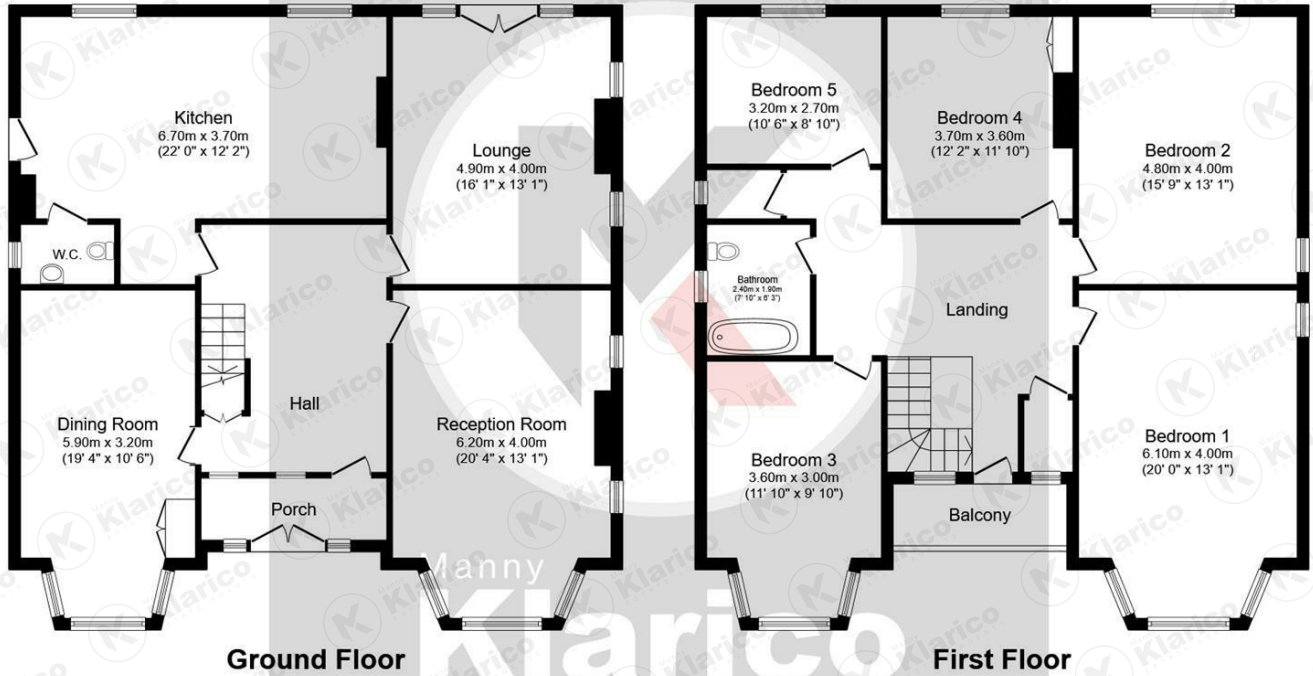 Kitchen
6.70m x 3.70m
(22' 0" x 12' 2")
Lounge
4.90m x 4.00m
(16' 1" x 13' 1")
W.C.
Hall
Dining Room
5.90m x 3.20m
(19' 4" x 10' 6")
Reception Room
6.20m x 4.00m
(20' 4" x 13' 1")
Porch
Ground Floor
Bedroom 5
3.20m x 2.70m
(10' 6" x 8' 10")
Bedroom 4
3.70m x 3.60m
(12' 2" x 11' 10")
Bedroom 2
4.80m x 4.00m
(15' 9" x 13' 1")
Bathroom
2.40m x 1.90m
(7' 10" x 6' 3")
Landing
Bedroom 3
3.60m x 3.00m
(11' 10" x 9' 10")
Bedroom 1
6.10m x 4.00m
(20' 0" x 13' 1")
Balcony
First Floor
Manny
Klarico